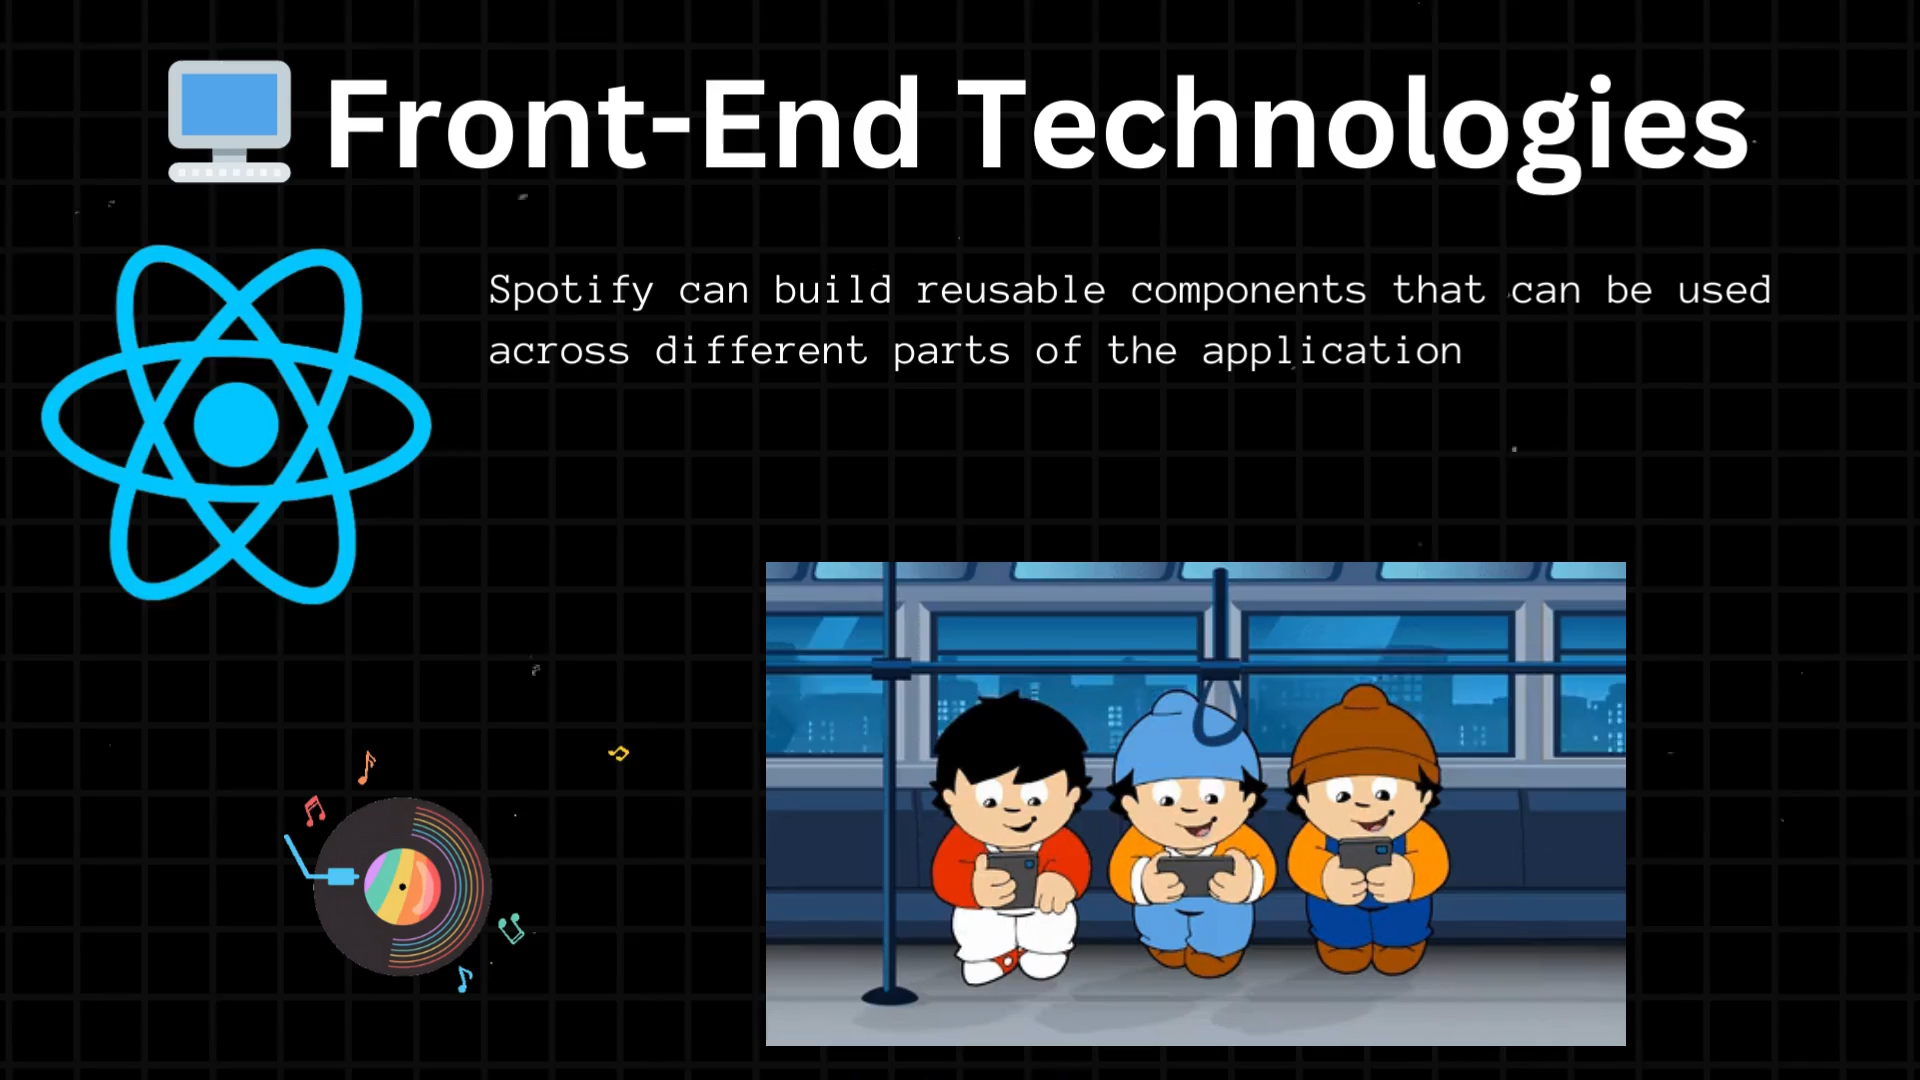 Front-End Technologies
Spotify can build reusable components that can be used
across different parts of the application